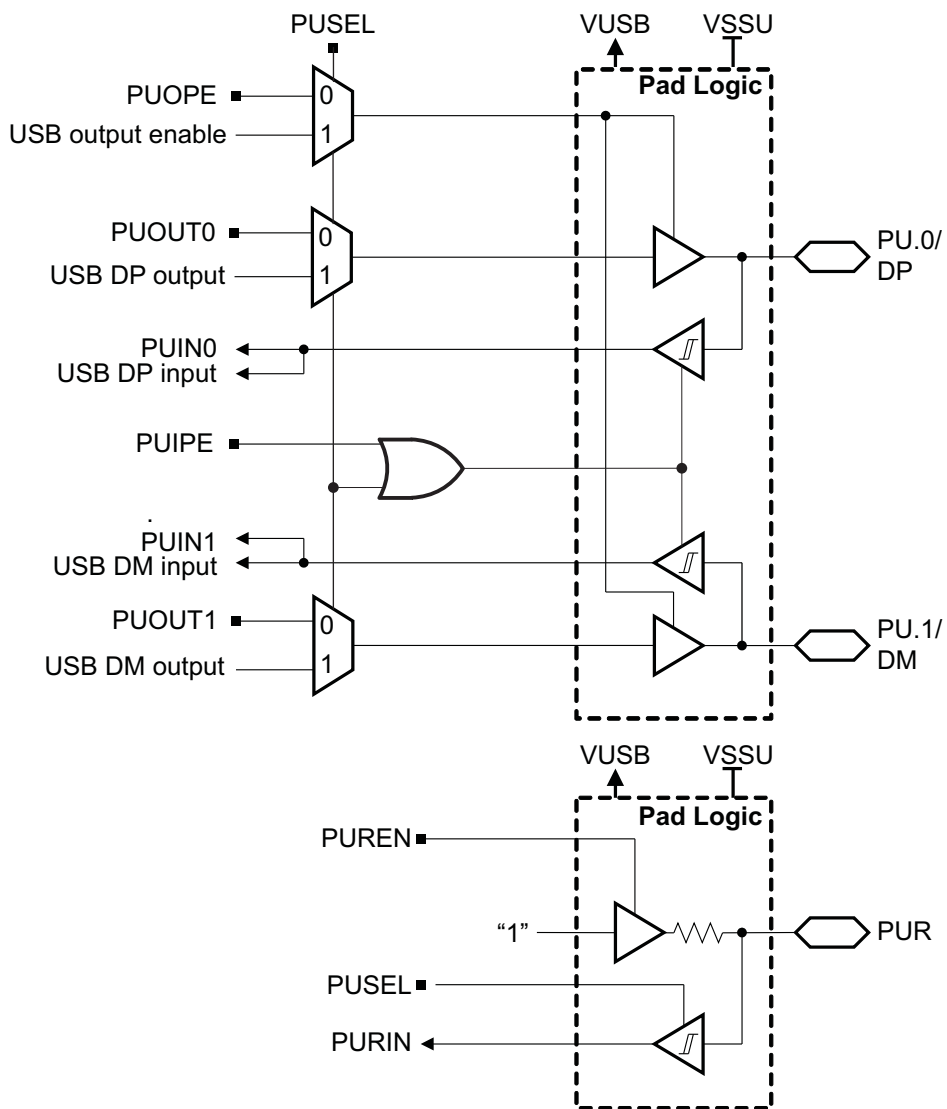 PUSEL
VUSB
VSSU
Pad Logic
PUOPE
0
USB output enable
1
PUOUT0
0
USB DP output
1
PU.0/
DP
PUIN0
USB DP input
PUIPE
.
PUIN1
USB DM input
PUOUT1
0
USB DM output
1
PU.1/
DM
VUSB
VSSU
Pad Logic
PUREN
“1”
PUR
PUSEL
PURIN